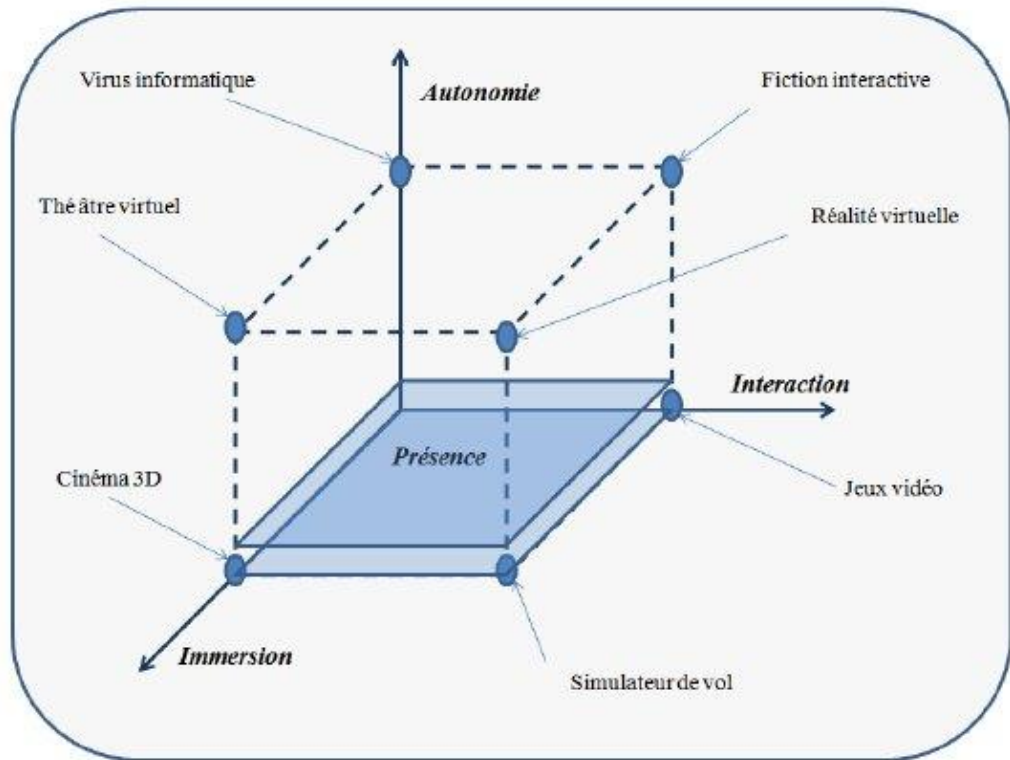 Virus informatique
Autonomie
Fiction interactive
Thé âtre virtuel
Réalité virtuelle
Interaction
Présence
Cinéma 3D
Jeux vidéo
Immersion
Simulateur de vol